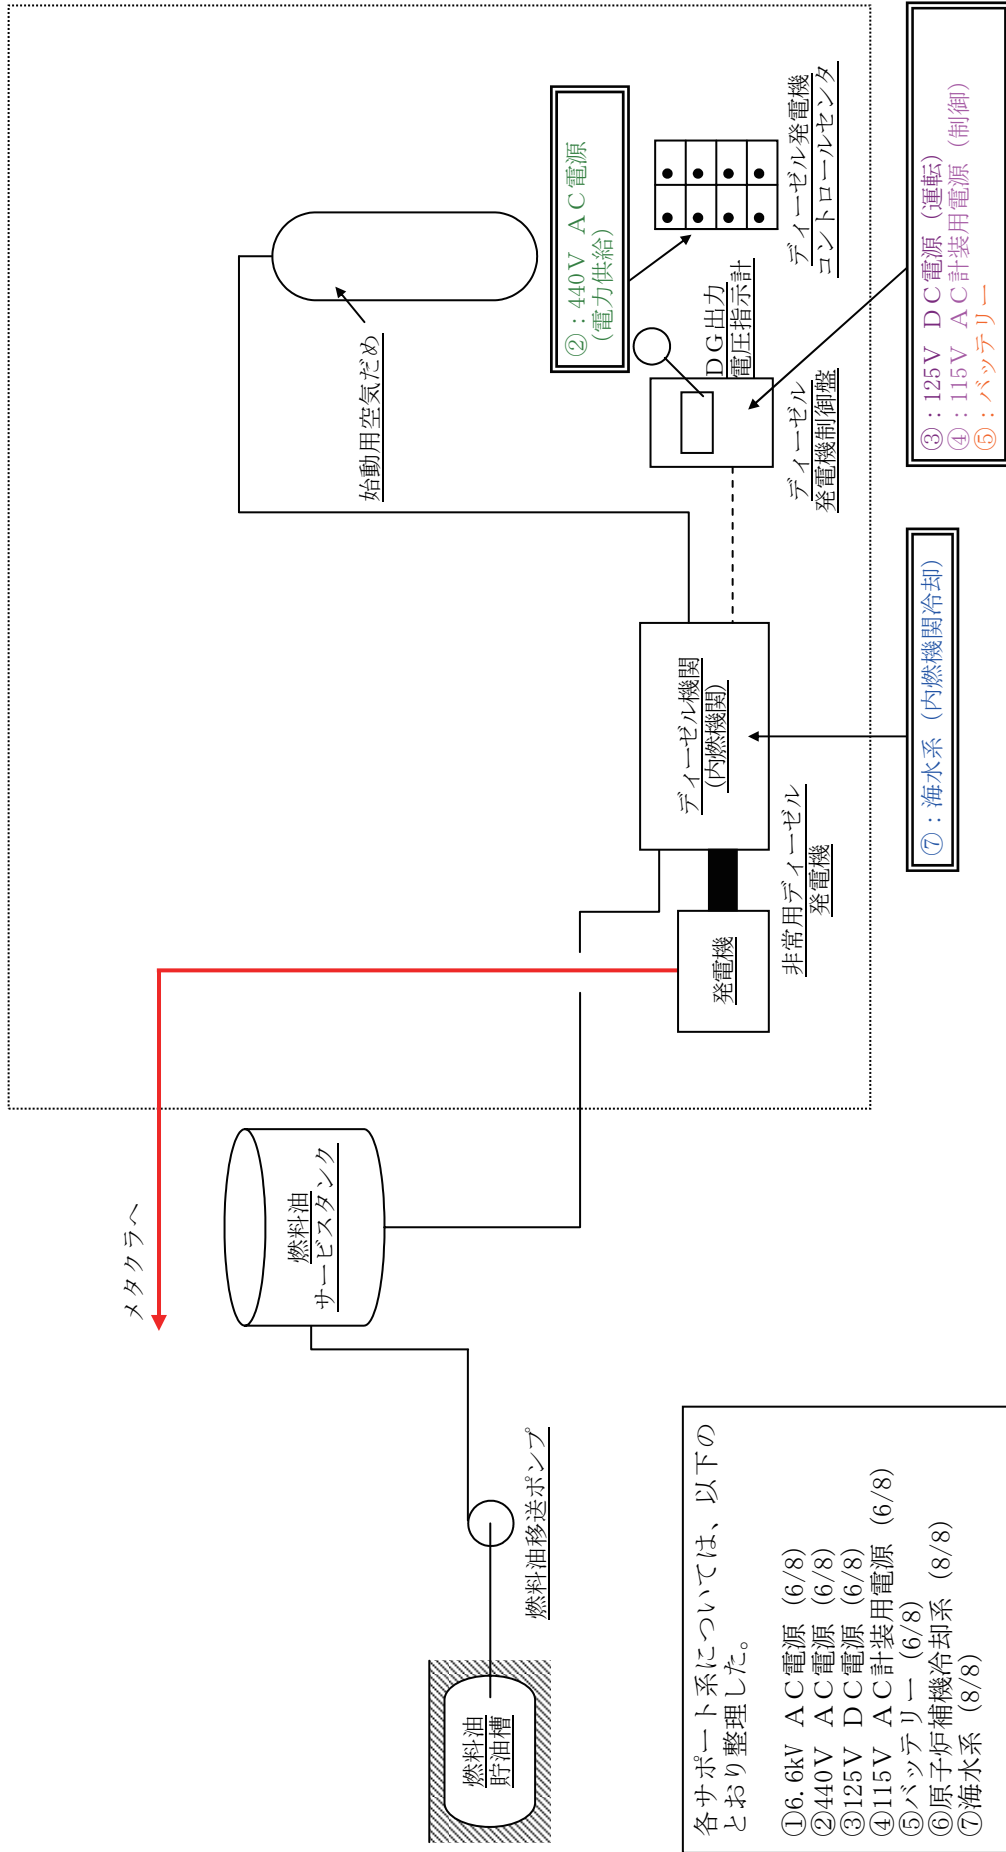 メタクラへ
燃料油
貯油槽
燃料油移送ポンプ
燃料油
サービスタンク
発電機
非常用ディーゼル
発電機
ディーゼル機関
(内燃機関)
始動用空気だめ
ディーゼル
発電機制御盤
DG出力
電圧指示計
ディーゼル発電機
コントロールセンタ
②：440V AC電源
(電力供給)
③：125V DC電源 (運転)
④：115V AC計装用電源 (制御)
⑤：バッテリー
⑦：海水系 (内燃機関冷却)
各サポート系については、以下の
とおり整理した。
①6.6kV AC電源 (6/8)
②440V AC電源 (6/8)
③125V DC電源 (6/8)
④115V AC計装用電源 (6/8)
⑤バッテリー (6/8)
⑥原子炉補機冷却系 (8/8)
⑦海水系 (8/8)